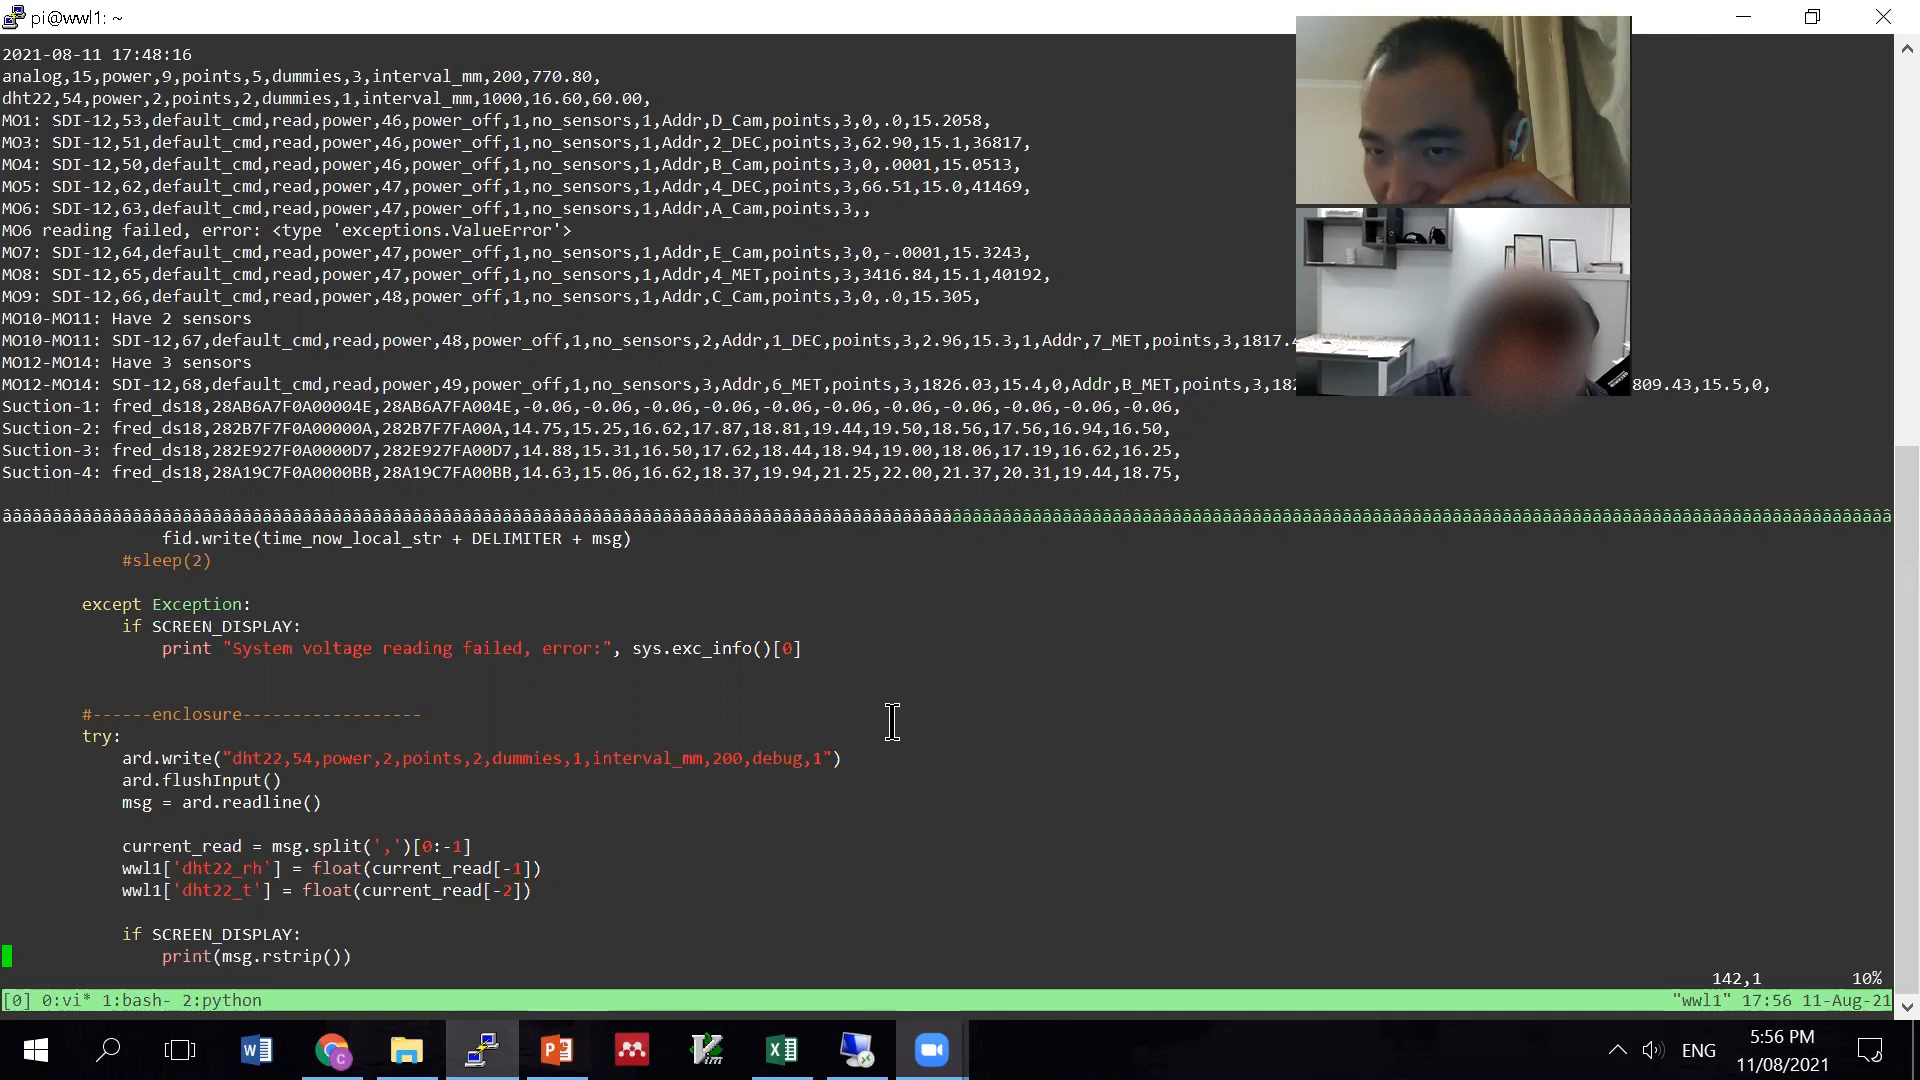 pi@wwl1: ~
2021-08-11 17:48:16
analog,15,power,9,points,5,dummies,3,interval_mm,200,770.80,
dht22,54,power,2,points,2,dummies,1,interval_mm,1000,16.60,60.00,
MO1: SDI-12,53,default_cmd,read,power,46,power_off,1,no_sensors,1,Addr,D_Cam,points,3,0,.0,15.2058,
MO3: SDI-12,51,default_cmd,read,power,46,power_off,1,no_sensors,1,Addr,2_DEC,points,3,62.90,15.1,36817,
MO4: SDI-12,50,default_cmd,read,power,46,power_off,1,no_sensors,1,Addr,B_Cam,points,3,0,.0001,15.0513,
MO5: SDI-12,62,default_cmd,read,power,47,power_off,1,no_sensors,1,Addr,4_DEC,points,3,66.51,15.0,41469,
MO6: SDI-12,63,default_cmd,read,power,47,power_off,1,no_sensors,1,Addr,A_Cam,points,3,,
MO6 reading failed, error: <type 'exceptions.ValueError'>
MO7: SDI-12,64,default_cmd,read,power,47,power_off,1,no_sensors,1,Addr,E_Cam,points,3,0,-.0001,15.3243,
MO8: SDI-12,65,default_cmd,read,power,47,power_off,1,no_sensors,1,Addr,4_MET,points,3,3416.84,15.1,40192,
MO9: SDI-12,66,default_cmd,read,power,48,power_off,1,no_sensors,1,Addr,C_Cam,points,3,0,.0,15.305,
MO10-MO11: Have 2 sensors
MO10-MO11: SDI-12,67,default_cmd,read,power,48,power_off,1,no_sensors,2,Addr,1_DEC,points,3,2.96,15.3,1,Addr,7_MET,points,3,1817.4
MO12-MO14: Have 3 sensors
MO12-MO14: SDI-12,68,default_cmd,read,power,49,power_off,1,no_sensors,3,Addr,6_MET,points,3,1826.03,15.4,0,Addr,B_MET,points,3,182 809.43,15.5,0,
Suction-1: fred_ds18,28AB6A7F0A00004E,28AB6A7FA004E,-0.06,-0.06,-0.06,-0.06,-0.06,-0.06,-0.06,-0.06,-0.06,-0.06,-0.06,
Suction-2: fred_ds18,282B7F7F0A00000A,282B7F7FA00A,14.75,15.25,16.62,17.87,18.81,19.44,19.50,18.56,17.56,16.94,16.50,
Suction-3: fred_ds18,282E927F0A0000D7,282E927FA00D7,14.88,15.31,16.50,17.62,18.44,18.94,19.00,18.06,17.19,16.62,16.25,
Suction-4: fred_ds18,28A19C7F0A0000BB,28A19C7FA00BB,14.63,15.06,16.62,18.37,19.94,21.25,22.00,21.37,20.31,19.44,18.75,
fid.write(time_now_local_str + DELIMITER + msg)
#sleep(2)
except Exception:
if SCREEN_DISPLAY:
print "System voltage reading failed, error:", sys.exc_info()[0]
#------enclosure------------------
try:
ard.write("dht22,54,power,2,points,2,dummies,1,interval_mm,200,debug,1")
ard.flushInput()
msg = ard.readline()
current_read = msg.split(',')[0:-1]
wwl1['dht22_rh'] = float(current_read[-1])
wwl1['dht22_t'] = float(current_read[-2])
if SCREEN_DISPLAY:
print(msg.rstrip())
142,1 10%
[0] 0:vi* 1:bash- 2:python "wwl1" 17:56 11-Aug-21
ENG
5:56 PM
11/08/2021